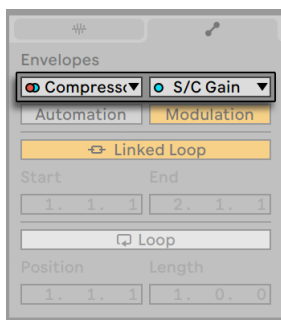 Envelopes
Compresso S/C Gain
Automation Modulation
Linked Loop
Start End
1. 1. 1 2. 1. 1
Loop
Position Length
1. 1. 1 1. 0. 0